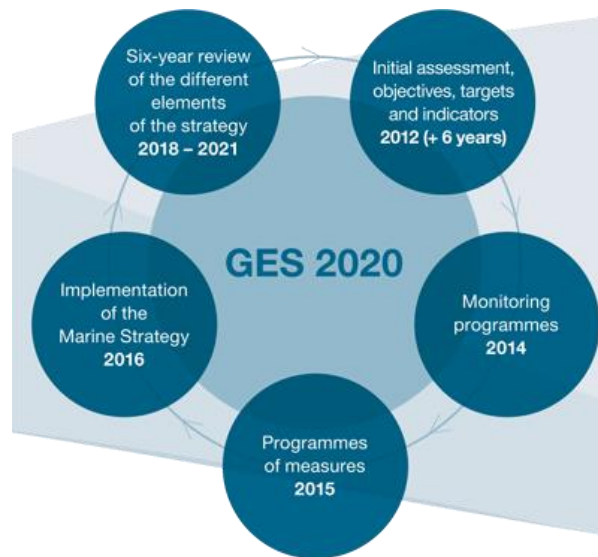 Six-year review
of the different
elements
of the strategy
2018 – 2021
Initial assessment,
objectives, targets
and indicators
2012 (+ 6 years)
GES 2020
Implementation
of the
Marine Strategy
2016
Monitoring
programmes
2014
Programmes
of measures
2015